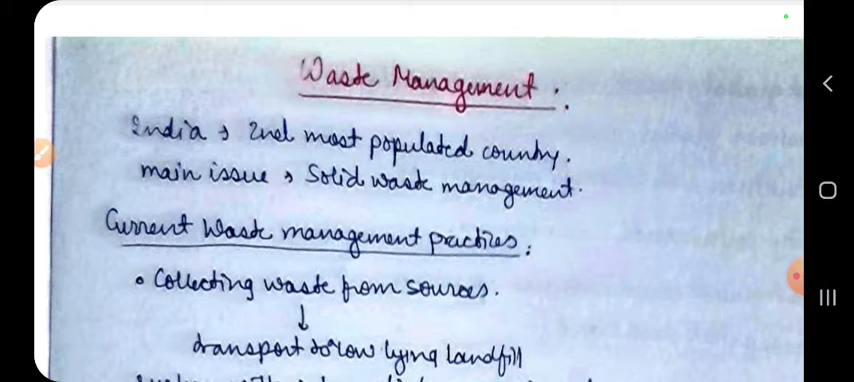 Waste Management :.
India → 2nd most populated country.
main issue → Solid waste management.
Current Waste management practices :
• Collecting waste from sources.
↓
transport to low lying landfill